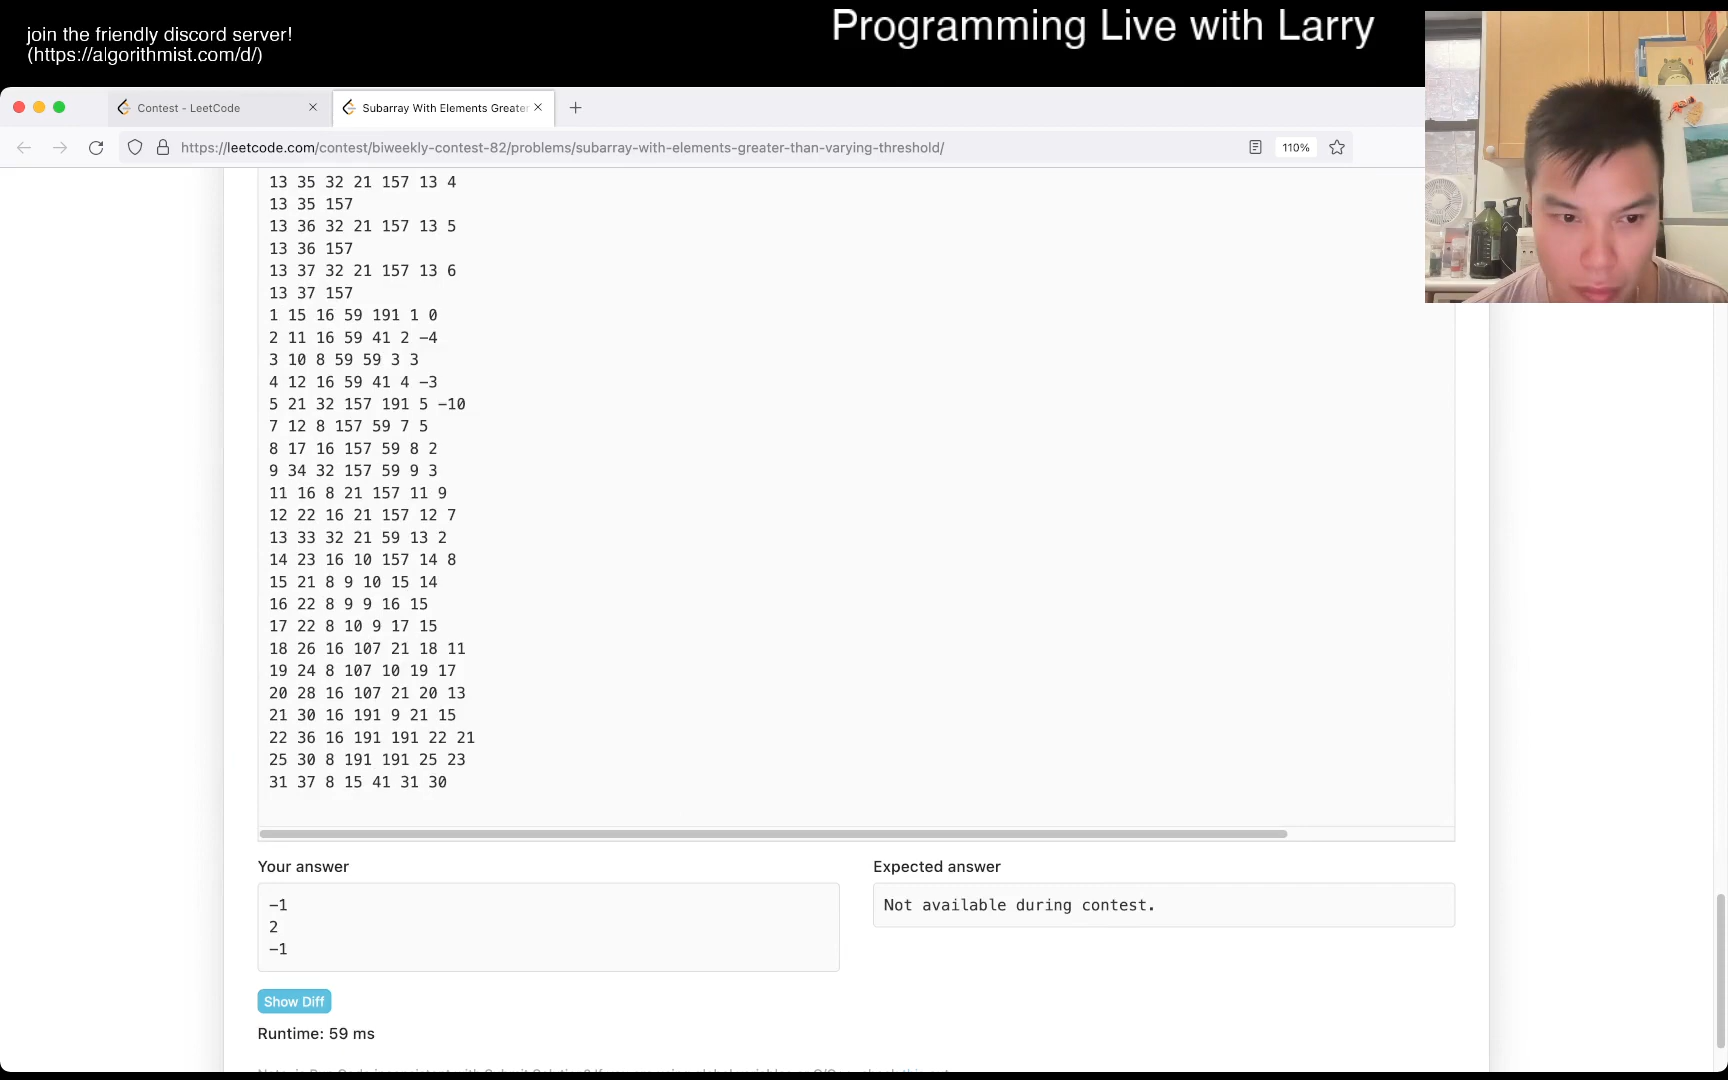 join the friendly discord server!
(https://algorithmist.com/d/)
Programming Live with Larry
Contest - LeetCode
Subarray With Elements Greater
https://leetcode.com/contest/biweekly-contest-82/problems/subarray-with-elements-greater-than-varying-threshold/
110%
13 35 32 21 157 13 4
13 35 157
13 36 32 21 157 13 5
13 36 157
13 37 32 21 157 13 6
13 37 157
1 15 16 59 191 1 0
2 11 16 59 41 2 -4
3 10 8 59 59 3 3
4 12 16 59 41 4 -3
5 21 32 157 191 5 -10
7 12 8 157 59 7 5
8 17 16 157 59 8 2
9 34 32 157 59 9 3
11 16 8 21 157 11 9
12 22 16 21 157 12 7
13 33 32 21 59 13 2
14 23 16 10 157 14 8
15 21 8 9 10 15 14
16 22 8 9 9 16 15
17 22 8 10 9 17 15
18 26 16 107 21 18 11
19 24 8 107 10 19 17
20 28 16 107 21 20 13
21 30 16 191 9 21 15
22 36 16 191 191 22 21
25 30 8 191 191 25 23
31 37 8 15 41 31 30
Your answer
Expected answer
-1
2
-1
Not available during contest.
Show Diff
Runtime: 59 ms